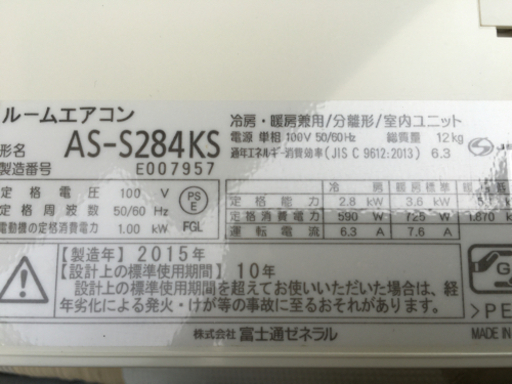 ルームエアコン
形名 AS-S284KS
製造番号 E007957
冷房・暖房兼用/分離形/室内ユニット
電源 単相 100V 50/60Hz 総質量 12kg
通年エネルギー消費効率(JIS C 9612:2013) 6.3
定格電圧 100 V
定格周波数 50/60 Hz
電動機の定格消費電力 1.00 kW
PS
E
FGL
冷房 暖房標準
定格能力 2.8 kW 3.6 kW
定格消費電力 590 W 725 W 1,870
運転電流 6.3 A 7.6 A
【製造年】2015年
【設計上の標準使用期間】10年
設計上の標準使用期間を超えてお使いいただいた場合は、経
年劣化による発火・けが等の事故に至るおそれがあります。
株式会社 富士通ゼネラル
>PE
MADE IN